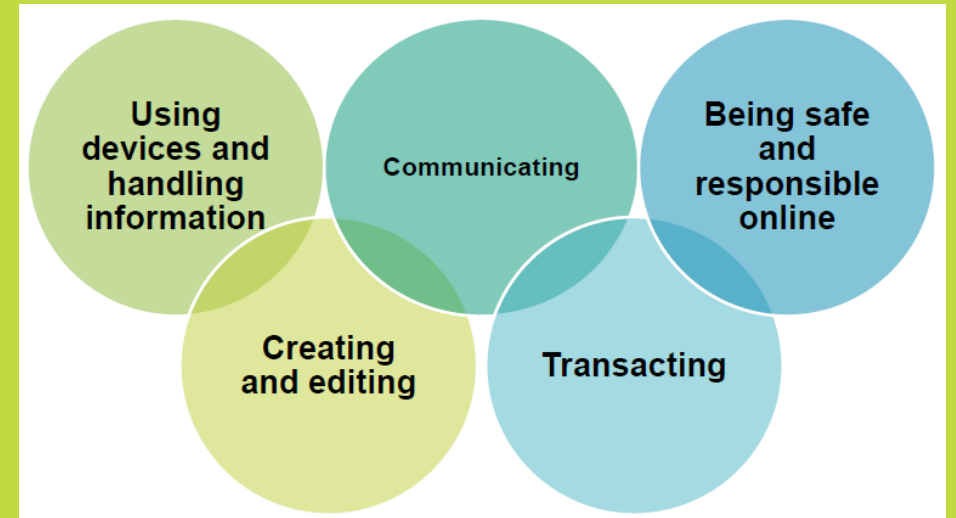 Using
devices and
handling
information
Communicating
Being safe
and
responsible
online
Creating
and editing
Transacting